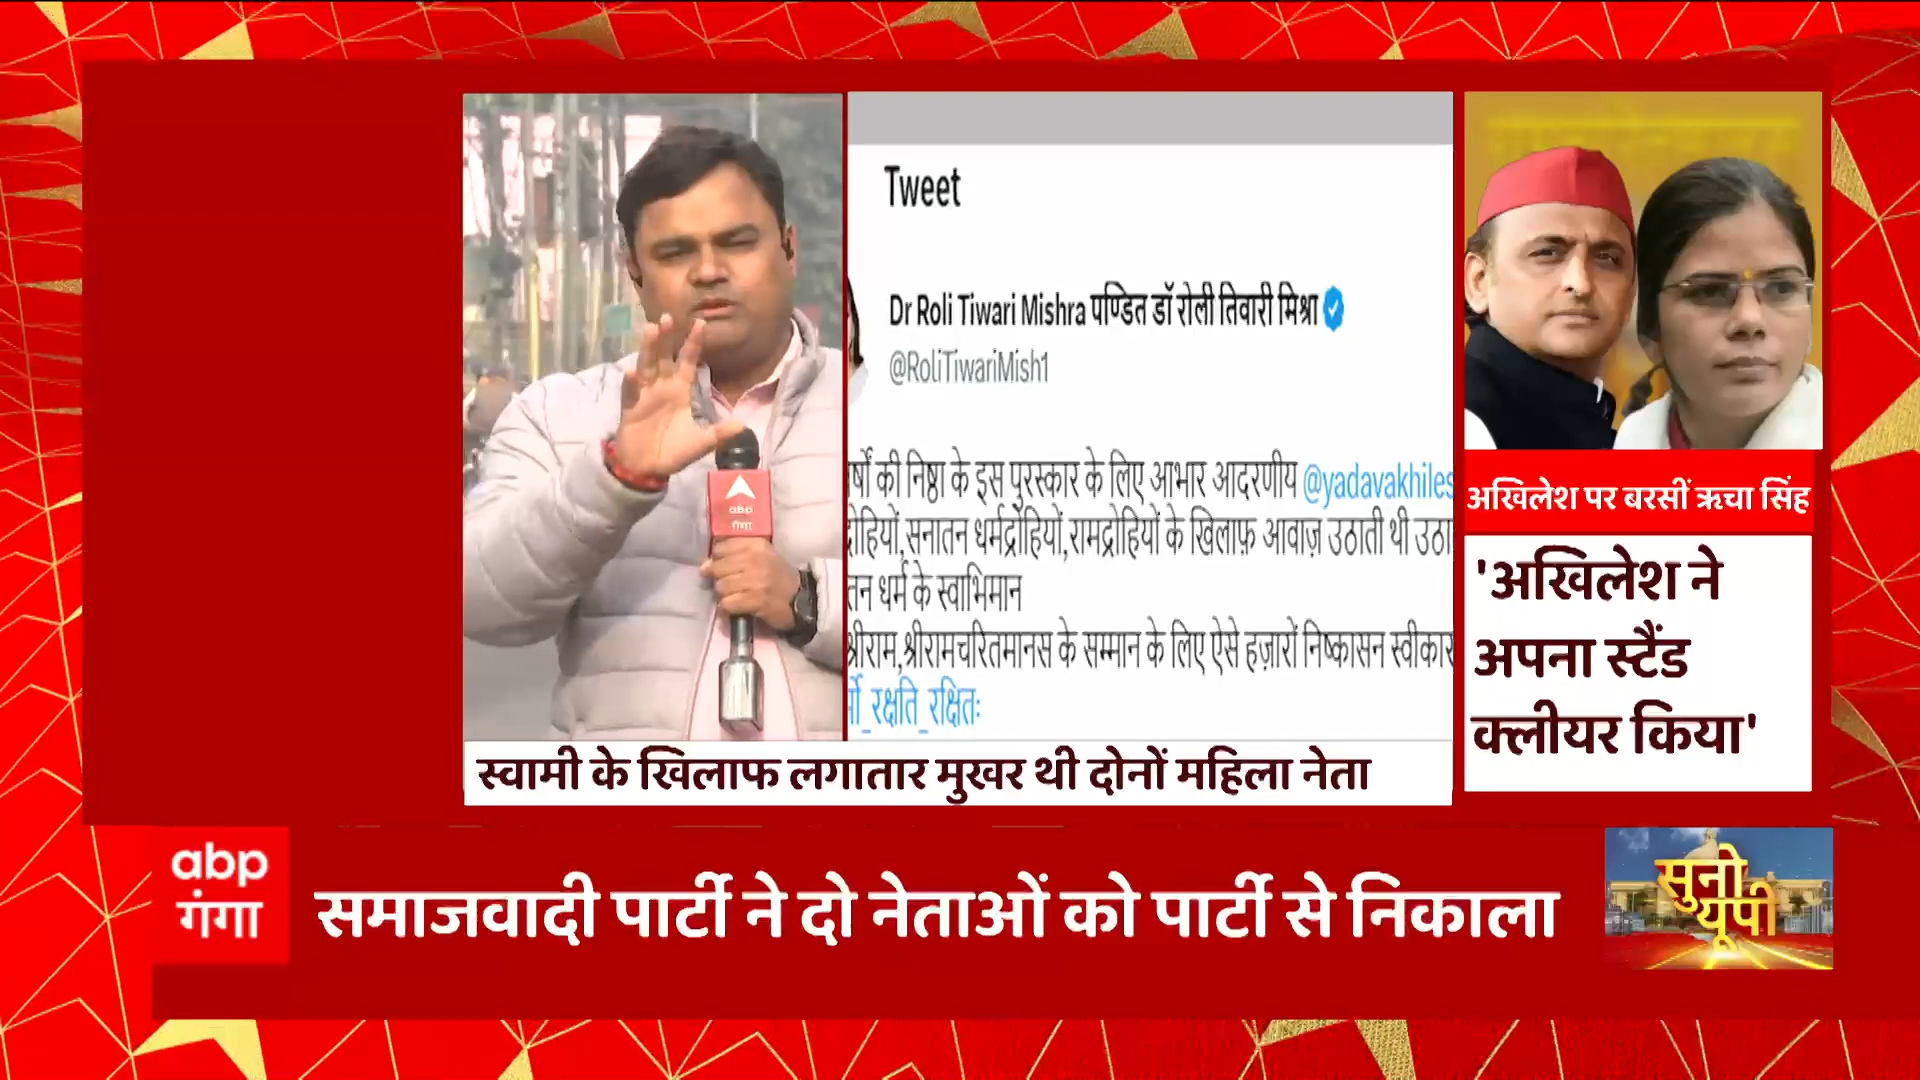 Tweet
Dr Roli Tiwari Mishra पण्डित डॉ रोली तिवारी मिश्रा
@RoliTiwariMish1
र्षों की निष्ठा के इस पुरस्कार के लिए आभार आदरणीय @yadavakhiles
द्रोहियों,सनातन धर्मद्रोहियों,रामद्रोहियों के खिलाफ़ आवाज़ उठाती थी उठा
तन धर्म के स्वाभिमान
श्रीराम,श्रीरामचरितमानस के सम्मान के लिए ऐसे हज़ारों निष्कासन स्वीकार
र्मो_रक्षति_रक्षितः
abp
गंगा
स्वामी के खिलाफ लगातार मुखर थी दोनों महिला नेता
अखिलेश पर बरसीं ऋचा सिंह
'अखिलेश ने
अपना स्टैंड
क्लीयर किया'
abp
गंगा
समाजवादी पार्टी ने दो नेताओं को पार्टी से निकाला
सुनो
यूपी